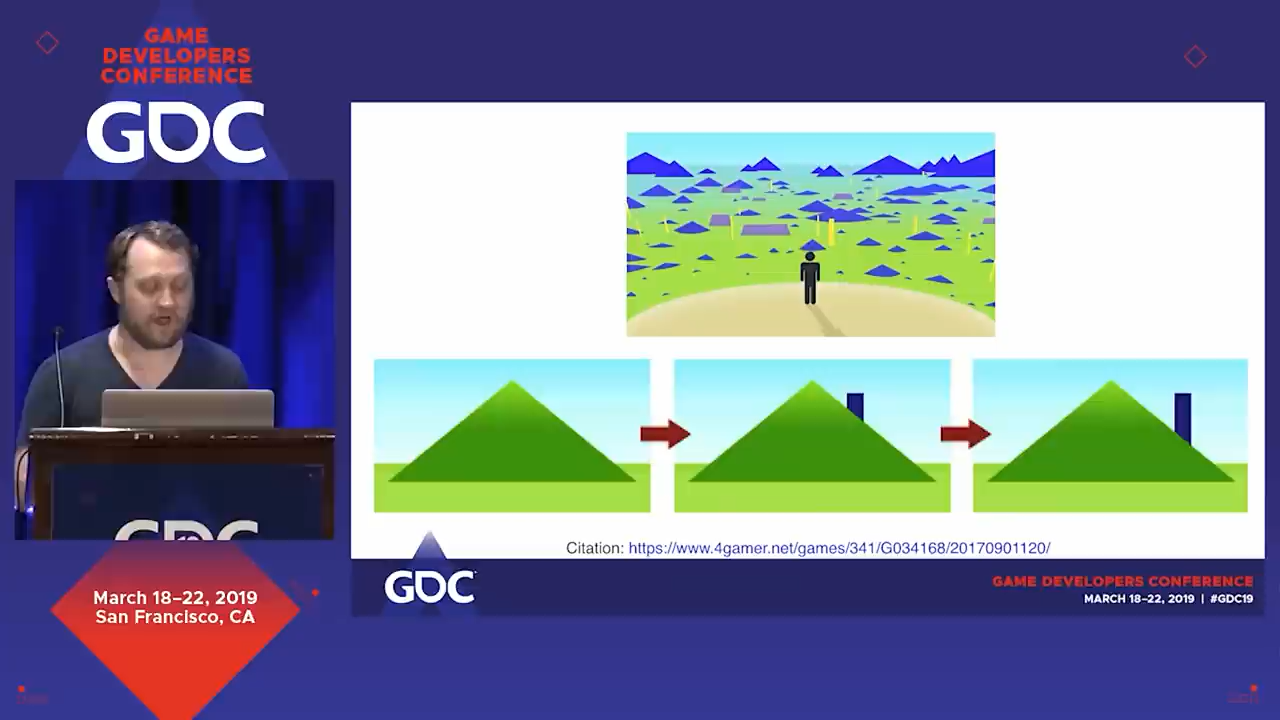 GAME
DEVELOPERS
CONFERENCE
GDC
GDC
March 18–22, 2019
San Francisco, CA
Citation: https://www.4gamer.net/games/341/G034168/20170901120/
GDC
GAME DEVELOPERS CONFERENCE
MARCH 18–22, 2019 | #GDC19